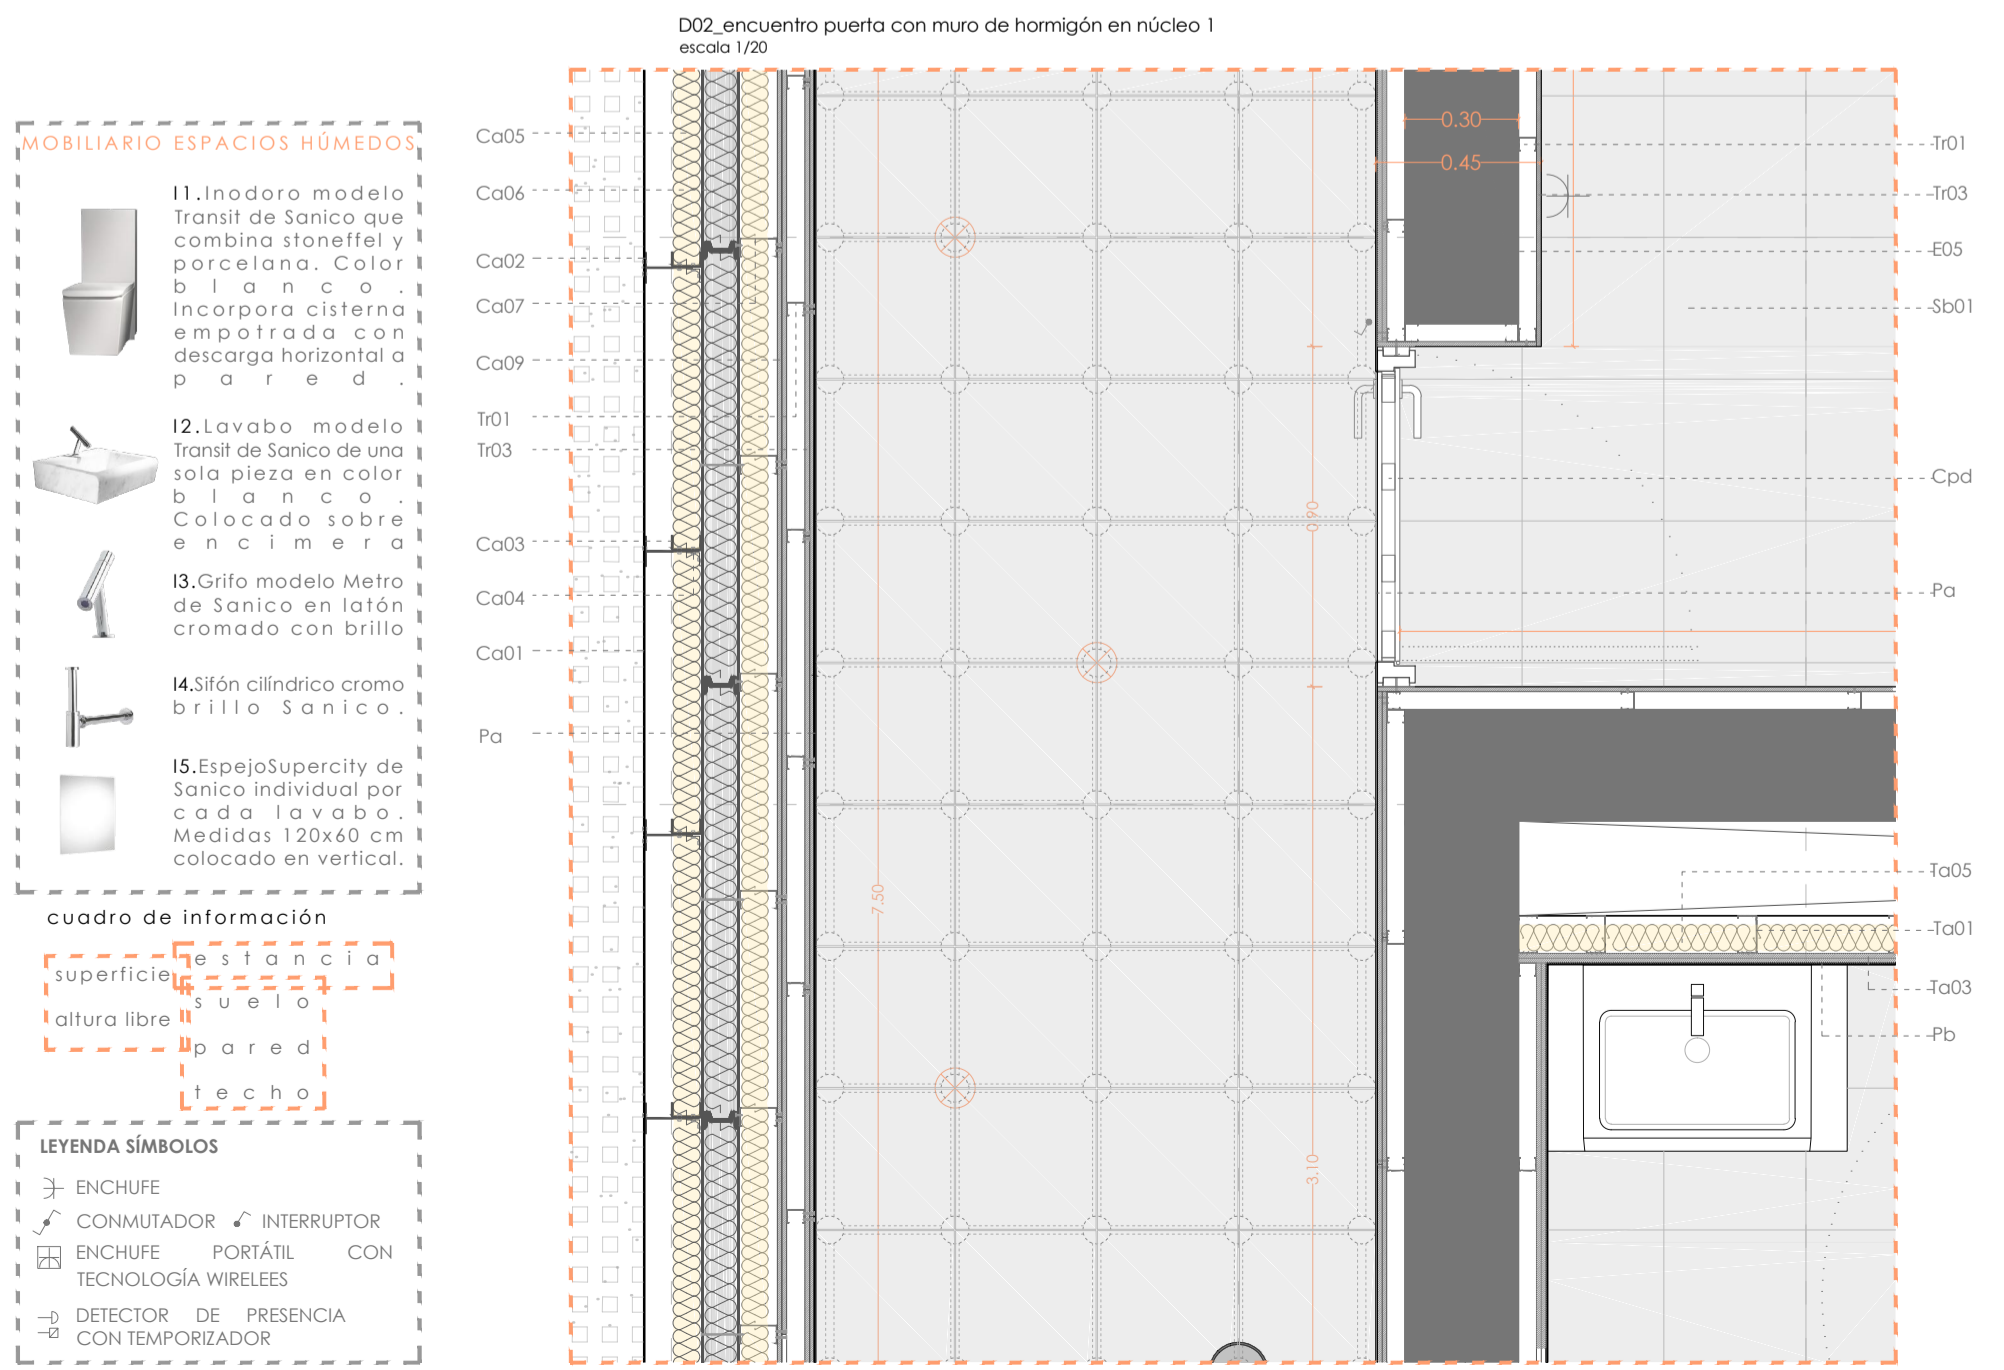 D02_encuentro puerta con muro de hormigón en núcleo 1
escala 1/20
MOBILIARIO ESPACIOS HÚMEDOS
I1.Inodoro modelo
Transit de Sanico que
combina stoneffel y
porcelana. Color
blanco.
Incorpora cisterna
empotrada con
descarga horizontal a
pared.
I2.Lavabo modelo
Transit de Sanico de una
sola pieza en color
blanco.
Colocado sobre
encimera
I3.Grifo modelo Metro
de Sanico en latón
cromado con brillo
I4.Sifón cilíndrico cromo
brillo Sanico.
I5.EspejoSupercity de
Sanico individual por
cada lavabo.
Medidas 120x60 cm
colocado en vertical.
cuadro de información
estancia
superficie
suelo
altura libre
pared
techo
LEYENDA SÍMBOLOS
ENCHUFE
CONMUTADOR
INTERRUPTOR
ENCHUFE PORTÁTIL CON
TECNOLOGÍA WIRELEES
DETECTOR DE PRESENCIA
CON TEMPORIZADOR
Ca05
Ca06
Ca02
Ca07
Ca09
Tr01
Tr03
Ca03
Ca04
Ca01
Pa
7.50
0.30
0.45
0.90
3.10
Tr01
Tr03
E05
Sb01
Cpd
Pa
Ta05
Ta01
Ta03
Pb